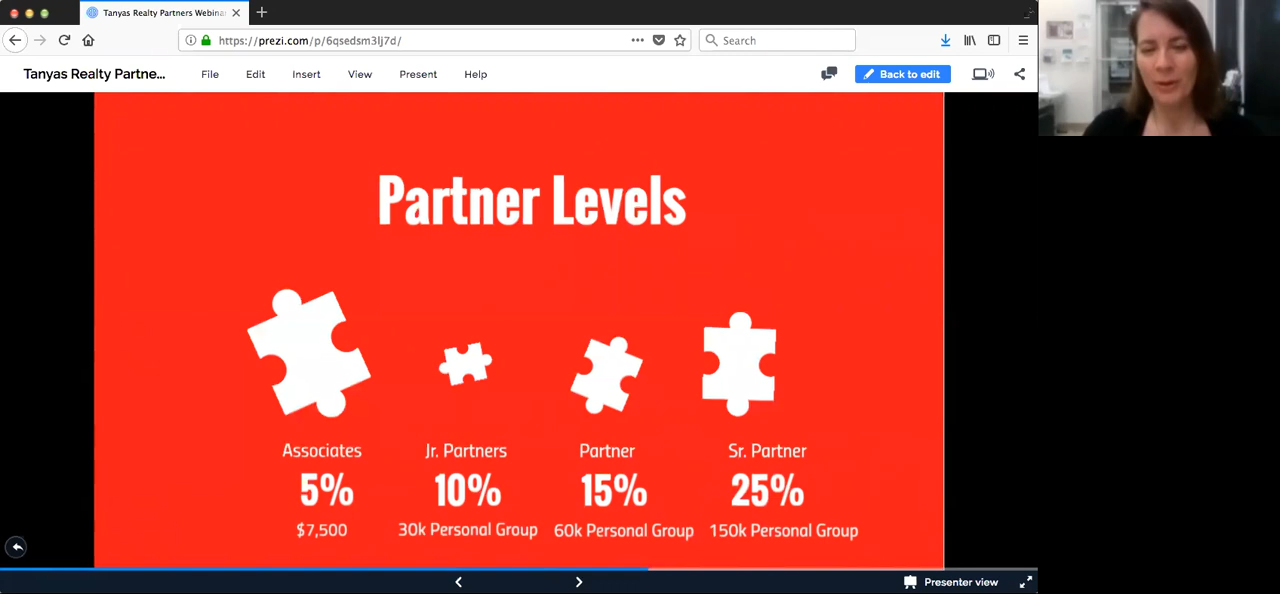 Tanyas Realty Partners Webinar
https://prezi.com/p/6qsedsm3lj7d/
Search
Tanyas Realty Partne...
File
Edit
Insert
View
Present
Help
Back to edit
Partner Levels
Associates
Jr. Partners
Partner
Sr. Partner
5%
10%
15%
25%
$7,500
30k Personal Group
60k Personal Group
150k Personal Group
Presenter view